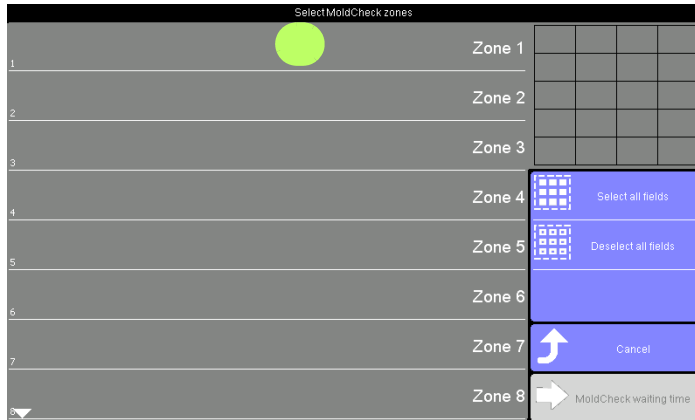 Select MoldCheck zones
Zone 1
1
Zone 2
2
Zone 3
3
Zone 4
4
Zone 5
5
Zone 6
6
Zone 7
7
Zone 8
8
Select all fields
Deselect all fields
Cancel
MoldCheck waiting time